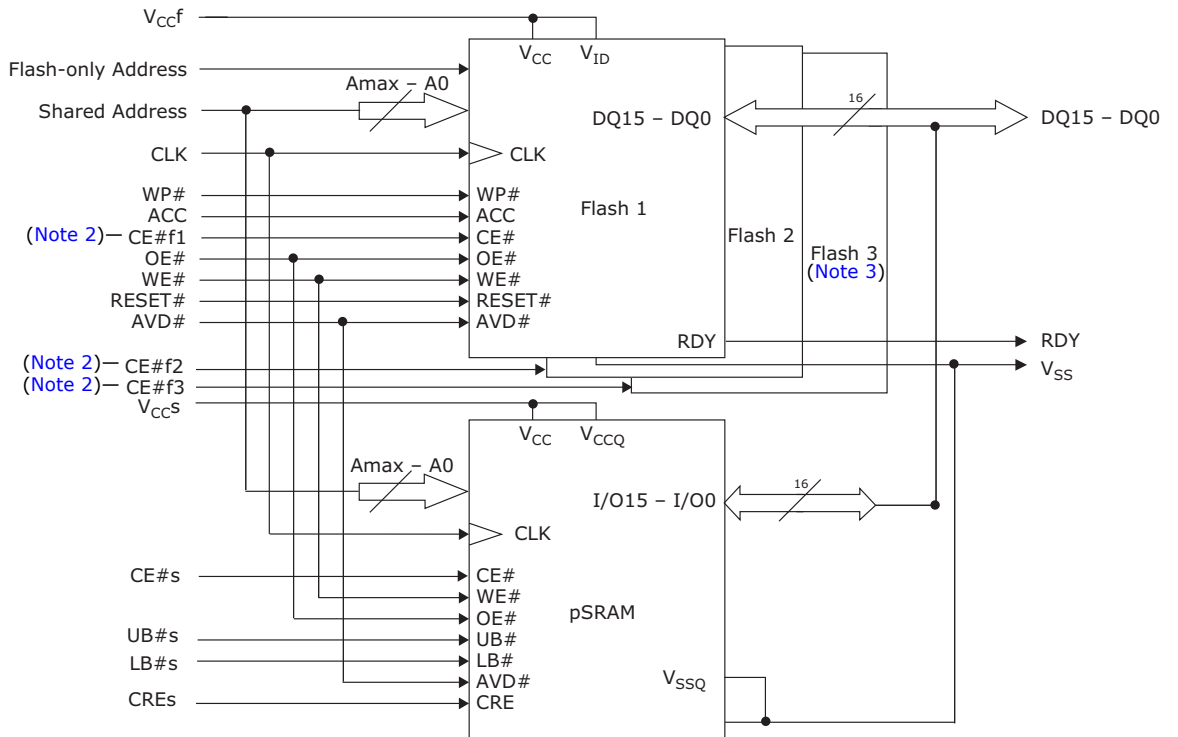 VCCf
VCC VID
Flash-only Address
Amax – A0
Shared Address
16
DQ15 – DQ0
DQ15 – DQ0
CLK
CLK
WP#
WP#
ACC
ACC
Flash 1
(Note 2) CE#f1
CE#
Flash 2
OE#
OE#
Flash 3
(Note 3)
WE#
WE#
RESET#
RESET#
AVD#
AVD#
RDY
RDY
(Note 2) CE#f2
VSS
(Note 2) CE#f3
VCCs
VCC VCCQ
Amax – A0
16
I/O15 – I/O0
CLK
CE#s
CE#
WE#
OE#
pSRAM
UB#s
UB#
LB#s
LB#
AVD#
VSSQ
CREs
CRE